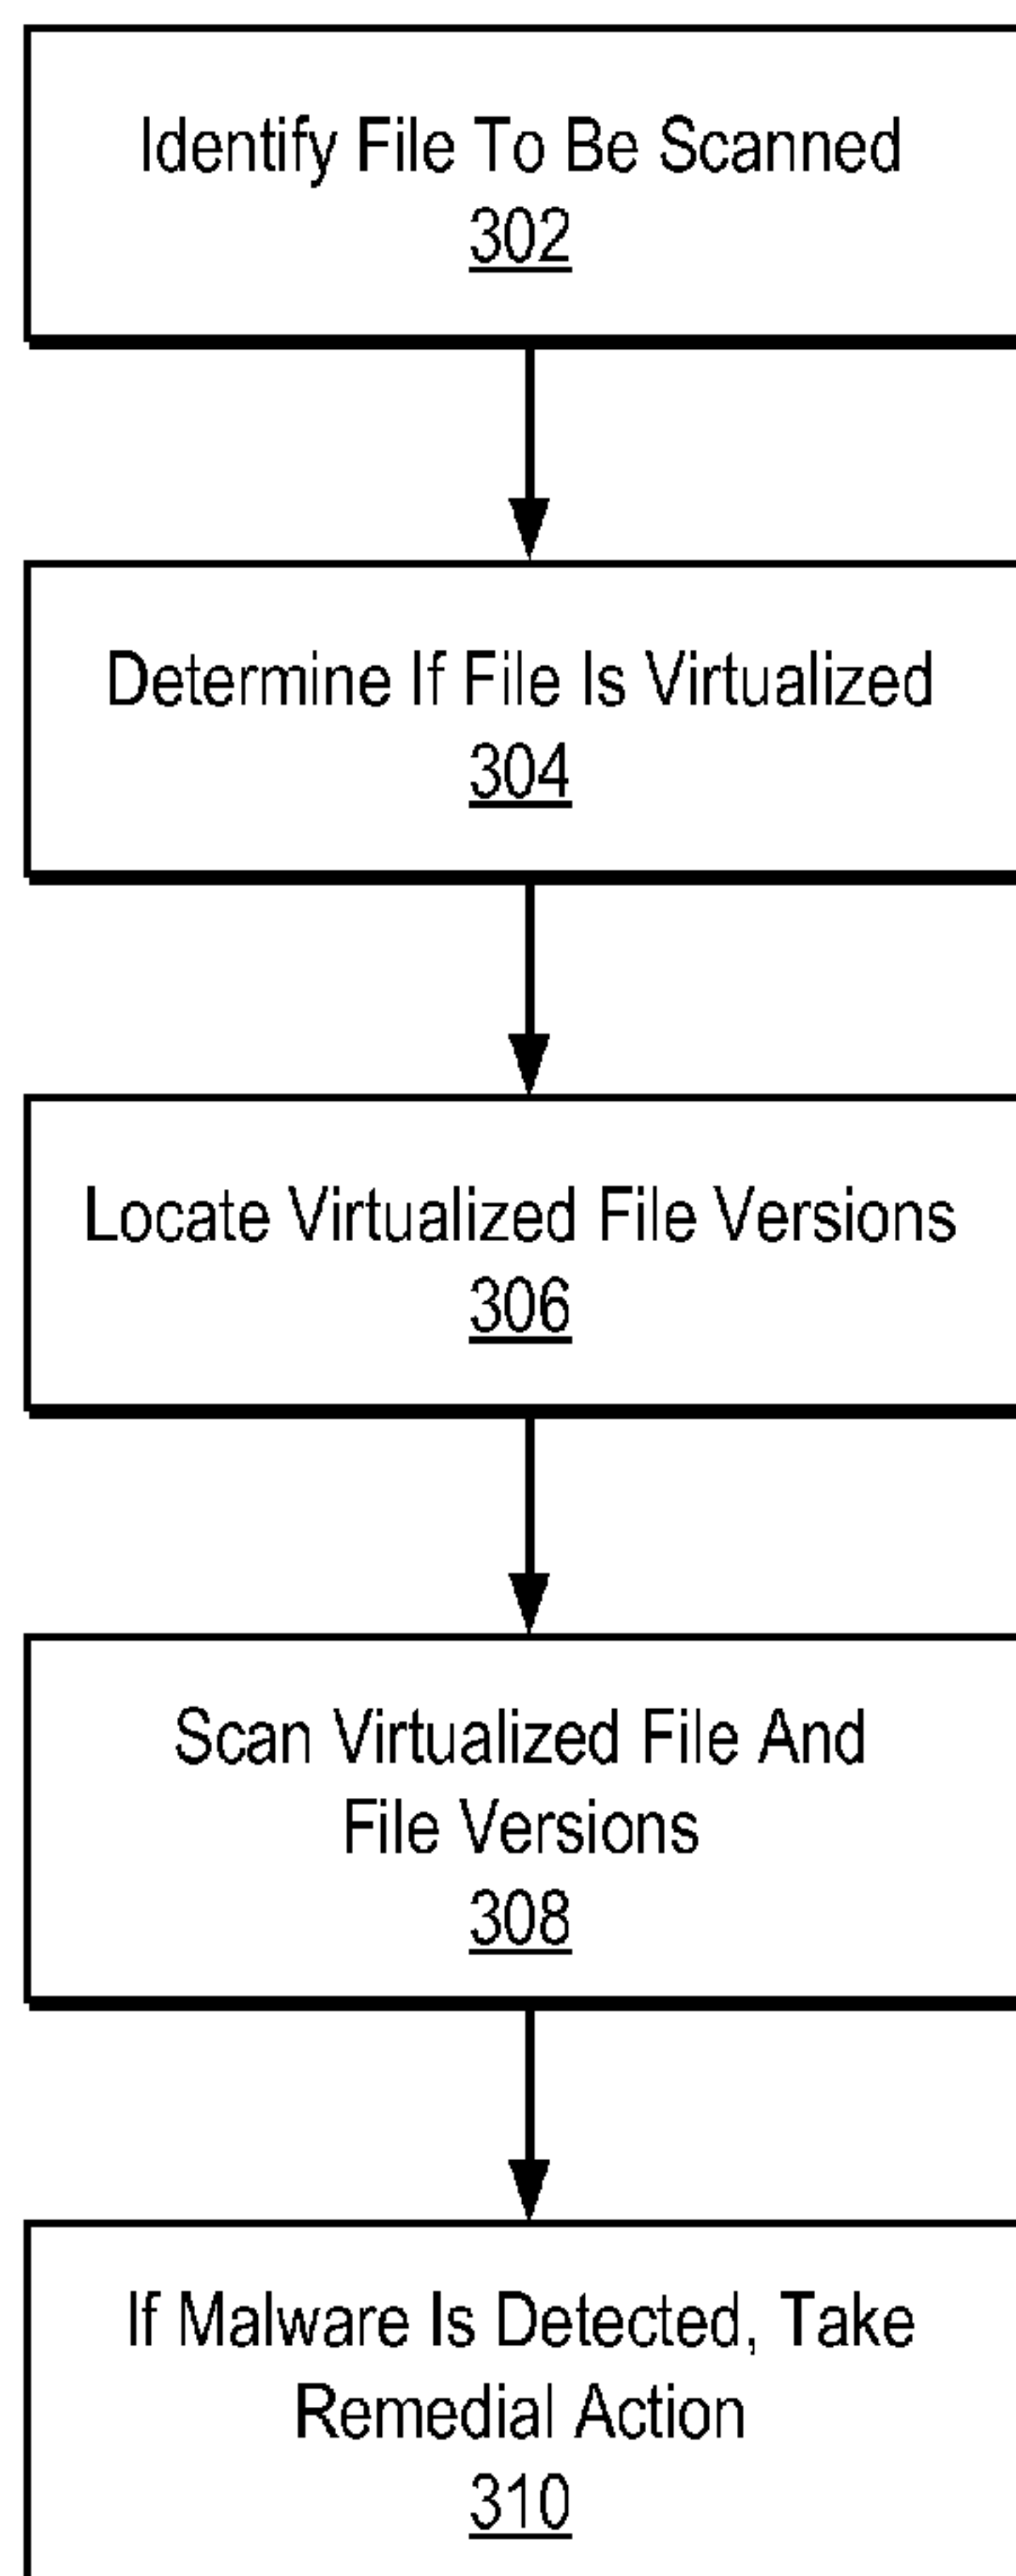 Identify File To Be Scanned
302
Determine If File Is Virtualized
304
Locate Virtualized File Versions
306
Scan Virtualized File And
File Versions
308
If Malware Is Detected, Take
Remedial Action
310